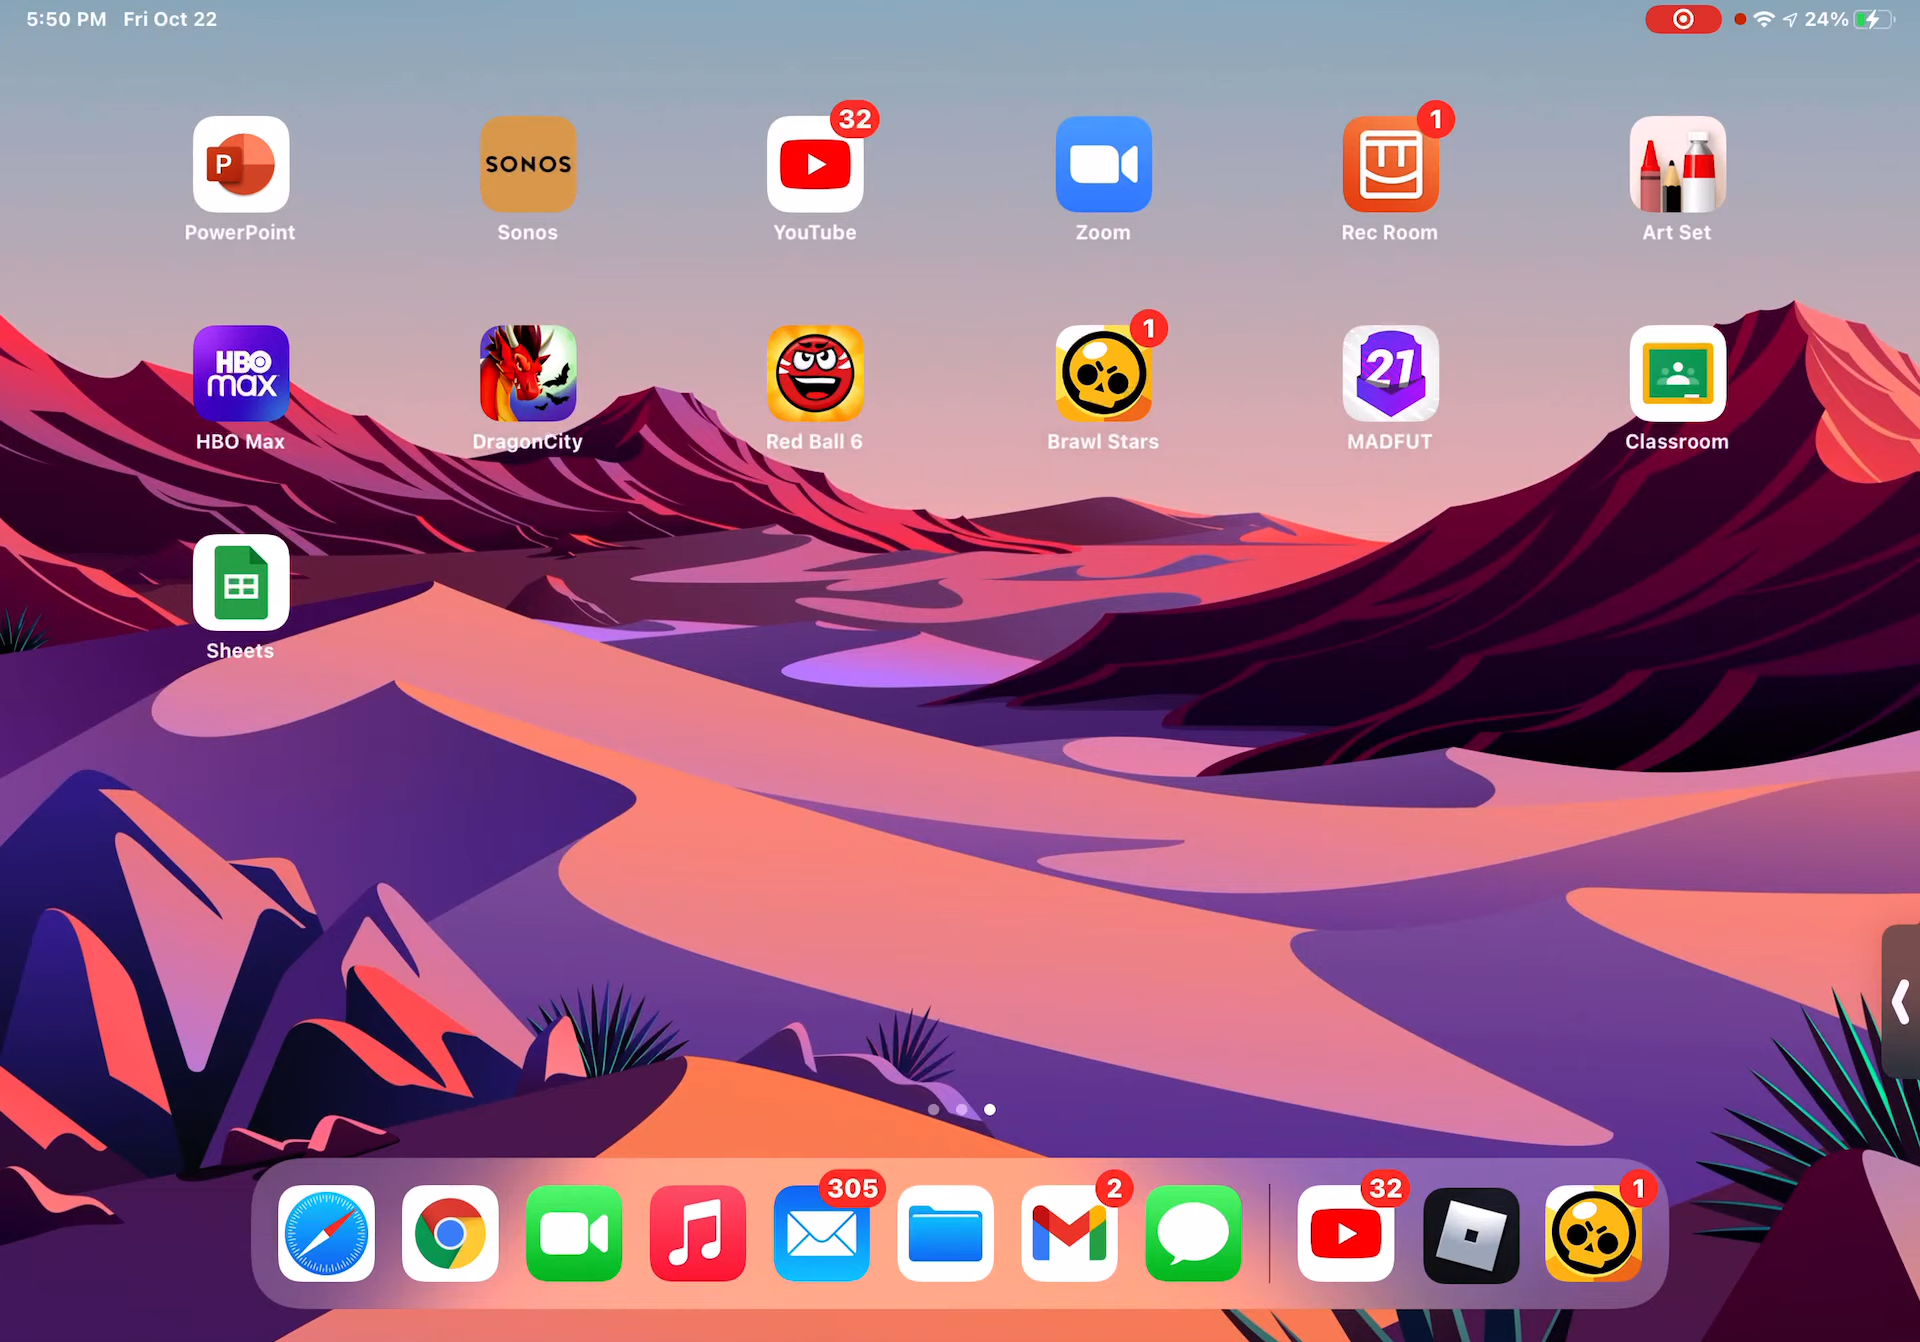 5:50 PM Fri Oct 22
24%
32
1
P
SONOS
PowerPoint
Sonos
YouTube
Zoom
Rec Room
Art Set
1
HBO
max
21
HBO Max
DragonCity
Red Ball 6
Brawl Stars
MADFUT
Classroom
Sheets
305
2
32
1